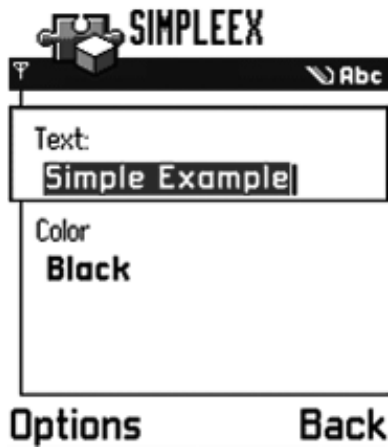 SIMPLEEX
Abc
Text:
Simple Example
Color
Black
Options Back